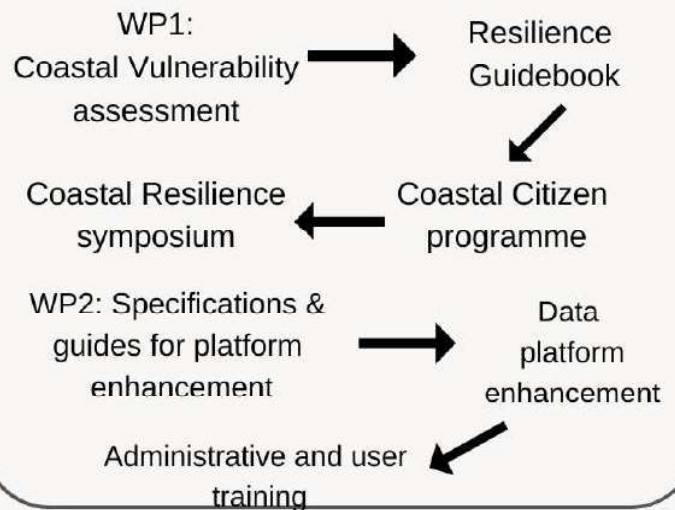 WP1:
Coastal Vulnerability
assessment
Resilience
Guidebook
Coastal Resilience
symposium
Coastal Citizen
programme
WP2: Specifications &
guides for platform
enhancement
Data
platform
enhancement
Administrative and user
training